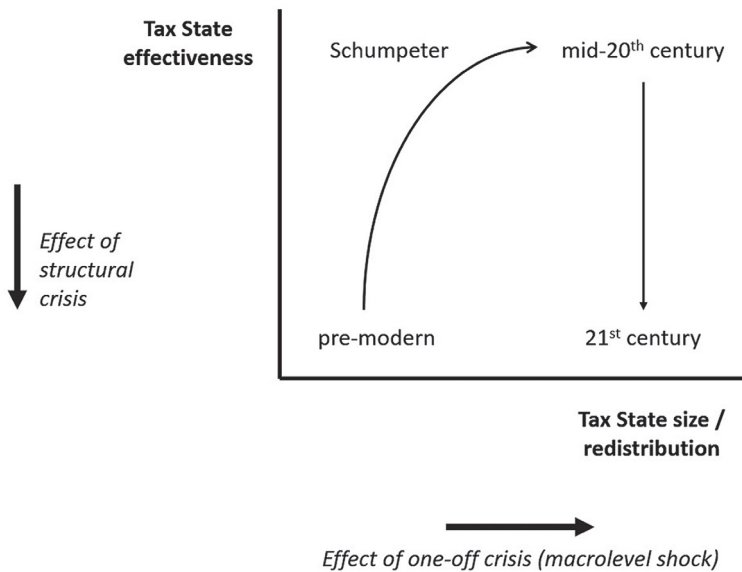 Tax State
effectiveness
Schumpeter
mid-20th century
Effect of
structural
crisis
pre-modern
21st century
Tax State size /
redistribution
Effect of one-off crisis (macrolevel shock)